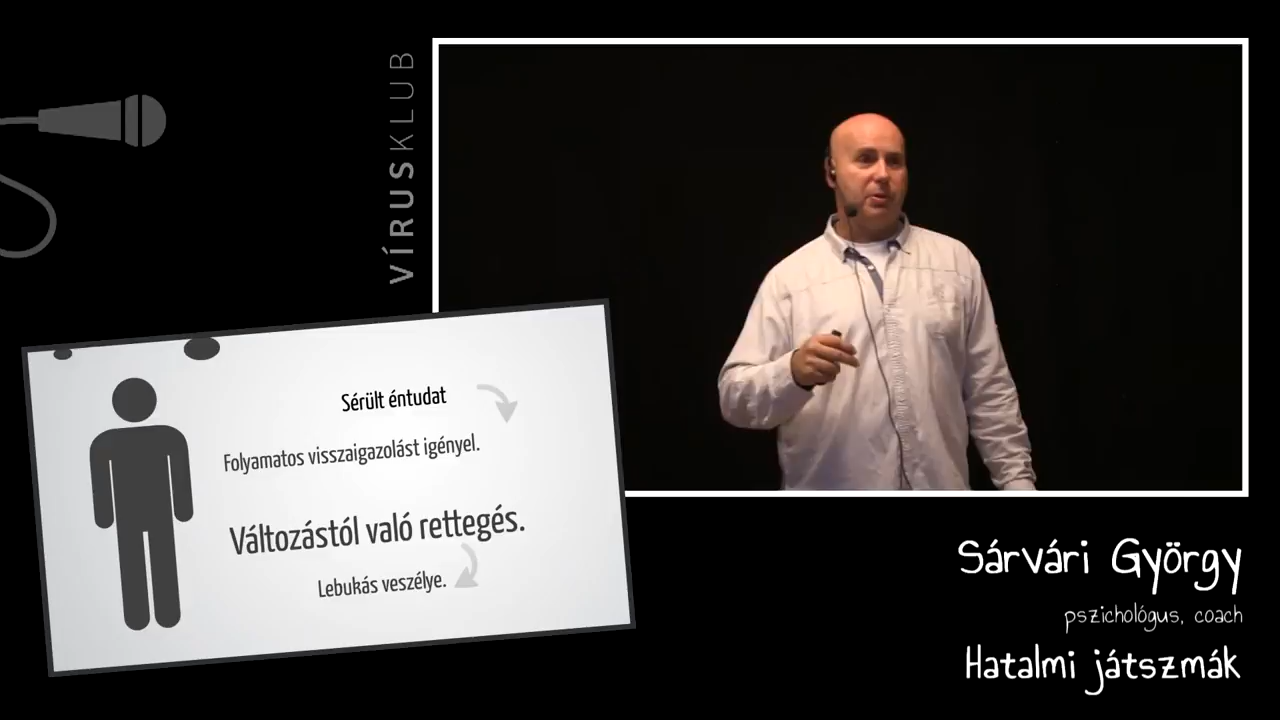 VÍRUSKLUB
Sérült éntudat
Folyamatos visszaigazolást igényel.
Változástól való rettegés.
Lebukás veszélye.
Sárvári György
pszichológus, coach
Hatalmi játszmák